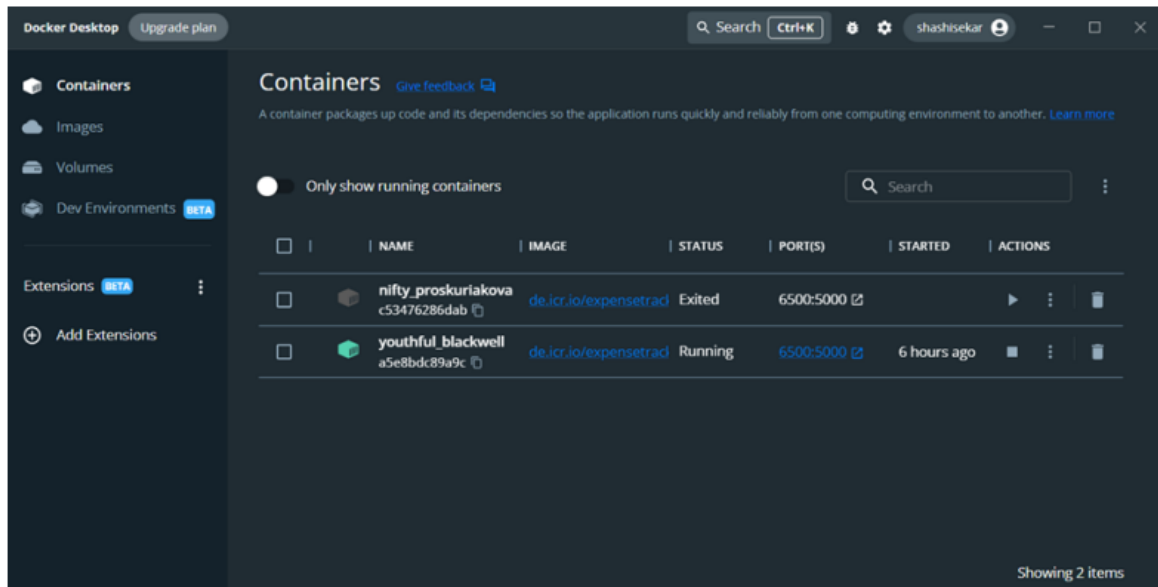 Docker Desktop Upgrade plan Search Ctrl+K shashisekar
Containers
Images
Volumes
Dev Environments BETA
Extensions BETA
Add Extensions
Containers Give feedback
A container packages up code and its dependencies so the application runs quickly and reliably from one computing environment to another. Learn more
Only show running containers Search
NAME IMAGE STATUS PORT(S) STARTED ACTIONS
nifty_proskuriakova de.icr.io/expensetracl Exited 6500:5000
c53476286dab
youthful_blackwell de.icr.io/expensetracl Running 6500:5000 6 hours ago
a5e8bdc89a9c
Showing 2 items